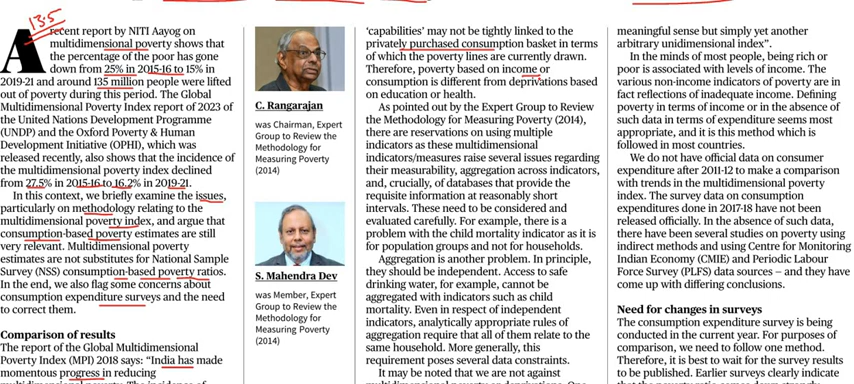 13.5
A recent report by NITI Aayog on
multidimensional poverty shows that
the percentage of the poor has gone
down from 25% in 2015-16 to 15% in
2019-21 and around 135 million people were lifted
out of poverty during this period. The Global
Multidimensional Poverty Index report of 2023 of
the United Nations Development Programme
(UNDP) and the Oxford Poverty & Human
Development Initiative (OPHI), which was
released recently, also shows that the incidence of
the multidimensional poverty index declined
from 27.5% in 2015-16 to 16.2% in 2019-21.
In this context, we briefly examine the issues,
particularly on methodology relating to the
multidimensional poverty index, and argue that
consumption-based poverty estimates are still
very relevant. Multidimensional poverty
estimates are not substitutes for National Sample
Survey (NSS) consumption-based poverty ratios.
In the end, we also flag some concerns about
consumption expenditure surveys and the need
to correct them.
Comparison of results
The report of the Global Multidimensional
Poverty Index (MPI) 2018 says: “India has made
momentous progress in reducing
C. Rangarajan
was Chairman, Expert
Group to Review the
Methodology for
Measuring Poverty
(2014)
S. Mahendra Dev
was Member, Expert
Group to Review the
Methodology for
Measuring Poverty
(2014)
‘capabilities’ may not be tightly linked to the
privately purchased consumption basket in terms
of which the poverty lines are currently drawn.
Therefore, poverty based on income or
consumption is different from deprivations based
on education or health.
As pointed out by the Expert Group to Review
the Methodology for Measuring Poverty (2014),
there are reservations on using multiple
indicators as these multidimensional
indicators/measures raise several issues regarding
their measurability, aggregation across indicators,
and, crucially, of databases that provide the
requisite information at reasonably short
intervals. These need to be considered and
evaluated carefully. For example, there is a
problem with the child mortality indicator as it is
for population groups and not for households.
Aggregation is another problem. In principle,
they should be independent. Access to safe
drinking water, for example, cannot be
aggregated with indicators such as child
mortality. Even in respect of independent
indicators, analytically appropriate rules of
aggregation require that all of them relate to the
same household. More generally, this
requirement poses several data constraints.
It may be noted that we are not against
meaningful sense but simply yet another
arbitrary unidimensional index”.
In the minds of most people, being rich or
poor is associated with levels of income. The
various non-income indicators of poverty are in
fact reflections of inadequate income. Defining
poverty in terms of income or in the absence of
such data in terms of expenditure seems most
appropriate, and it is this method which is
followed in most countries.
We do not have official data on consumer
expenditure after 2011-12 to make a comparison
with trends in the multidimensional poverty
index. The survey data on consumption
expenditures done in 2017-18 have not been
released officially. In the absence of such data,
there have been several studies on poverty using
indirect methods and using Centre for Monitoring
Indian Economy (CMIE) and Periodic Labour
Force Survey (PLFS) data sources – and they have
come up with differing conclusions.
Need for changes in surveys
The consumption expenditure survey is being
conducted in the current year. For purposes of
comparison, we need to follow one method.
Therefore, it is best to wait for the survey results
to be published. Earlier surveys clearly indicate